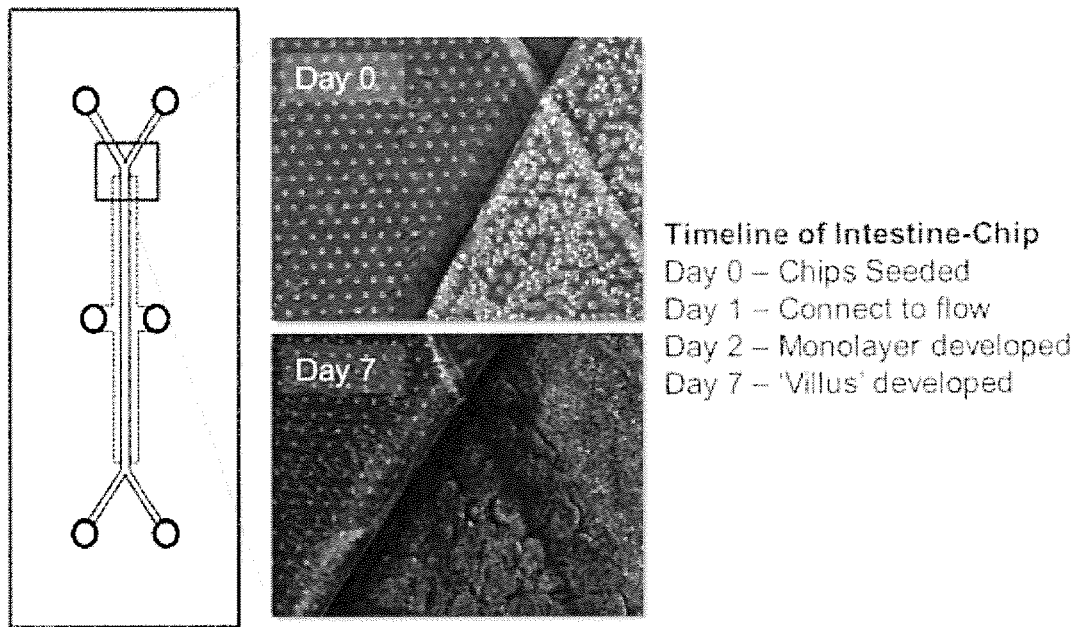 Day 0
Day 7
Timeline of Intestine-Chip
Day 0 – Chips Seeded
Day 1 – Connect to flow
Day 2 – Monolayer developed
Day 7 – 'Villus' developed